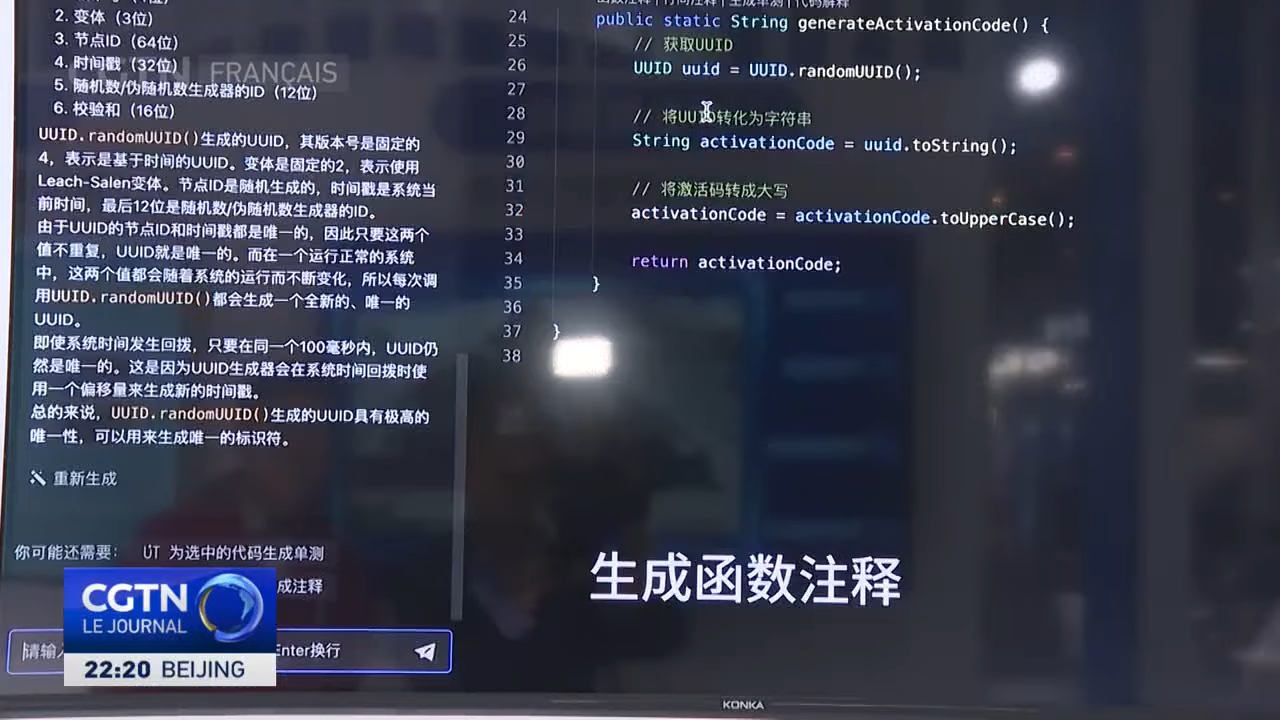 2. 变体（3位）
3. 节点ID（64位）
4. 时间戳（32位）
5. 随机数/伪随机数生成器的ID（12位）
6. 校验和（16位）
UUID.randomUUID()生成的UUID，其版本号是固定的
4，表示是基于时间的UUID。变体是固定的2，表示使用
Leach-Salen变体。节点ID是随机生成的，时间戳是系统当
前时间，最后12位是随机数/伪随机数生成器的ID。
由于UUID的节点ID和时间戳都是唯一的，因此只要这两个
值不重复，UUID就是唯一的。而在一个运行正常的系统
中，这两个值都会随着系统的运行而不断变化，所以每次调
用UUID.randomUUID()都会生成一个全新的、唯一的
UUID。
即使系统时间发生回拨，只要在同一个100毫秒内，UUID仍
然是唯一的。这是因为UUID生成器会在系统时间回拨时使
用一个偏移量来生成新的时间戳。
总的来说，UUID.randomUUID()生成的UUID具有极高的
唯一性，可以用来生成唯一的标识符。
重新生成
你可能还需要： UT 为选中的代码生成单测
成注释
请输入
Enter换行
函数注释|行间注释|生成单测|代码解释
24 public static String generateActivationCode() {
25 // 获取UUID
26 UUID uuid = UUID.randomUUID();
27
28 // 将UUID转化为字符串
29 String activationCode = uuid.toString();
30
31 // 将激活码转成大写
32 activationCode = activationCode.toUpperCase();
33
34 return activationCode;
35 }
36
37 }
38
生成函数注释
KONKA
CGTN FRANÇAIS
CGTN
LE JOURNAL
22:20 BEIJING